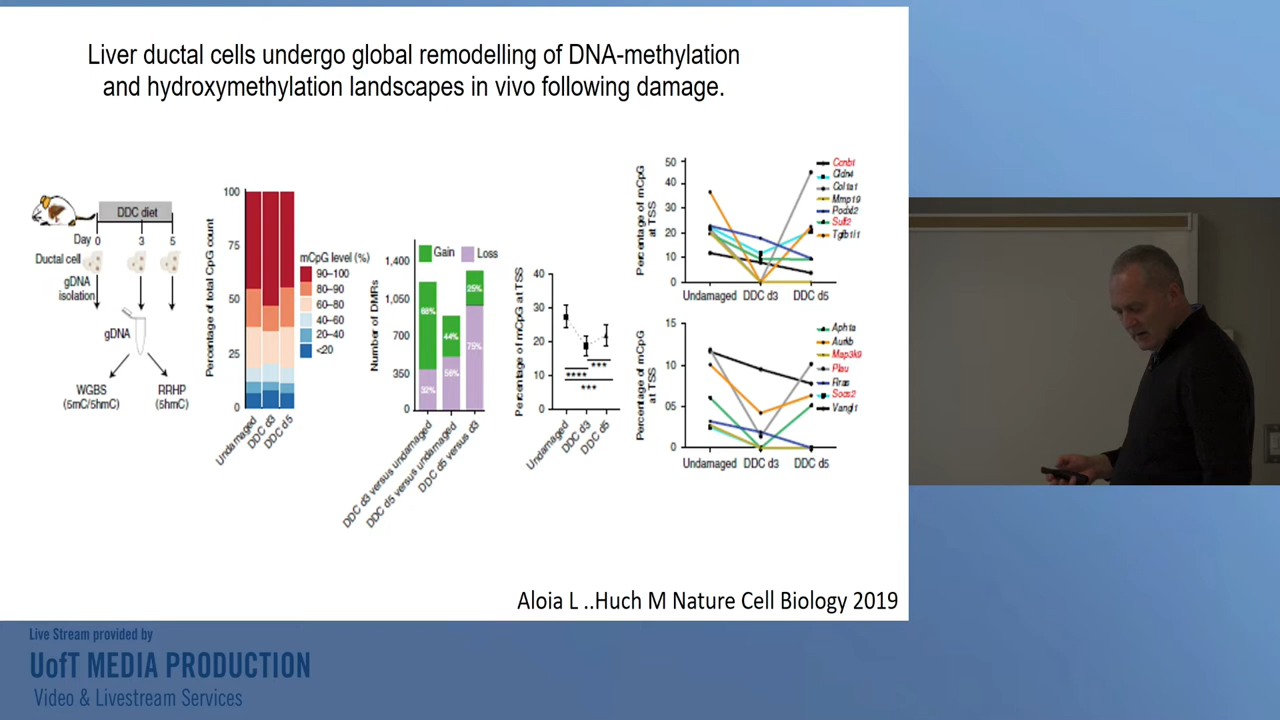 Liver ductal cells undergo global remodelling of DNA-methylation
and hydroxymethylation landscapes in vivo following damage.
DDC diet
Day 0 3 5
Ductal cell
gDNA
isolation
gDNA
WGBS
(5mC/5hmC)
RRHP
(5hmC)
Percentage of total CpG count
100
75
50
25
0
Undamaged
DDC d3
DDC d5
mCpG level (%)
90–100
80–90
60–80
40–60
20–40
<20
Number of DMRs
Gain
Loss
1,400
1,050
700
350
0
68%
32%
44%
56%
25%
75%
DDC d3 versus undamaged
DDC d5 versus undamaged
DDC d5 versus d3
Percentage of mCpG at TSS
40
30
20
10
0
****
***
***
Undamaged
DDC d3
DDC d5
Percentage of mCpG
at TSS
50
40
30
20
10
0
Undamaged
DDC d3
DDC d5
Ccnb1
Cldn4
Col1a1
Mmp19
Podxl2
Sulf2
Tgfb1i1
Percentage of mCpG
at TSS
15
10
05
0
Undamaged
DDC d3
DDC d5
Aph1a
Aurkb
Map3k9
Plau
Rras
Socs2
Vangl1
Aloia L ..Huch M Nature Cell Biology 2019
Live Stream provided by
UofT MEDIA PRODUCTION
Video & Livestream Services